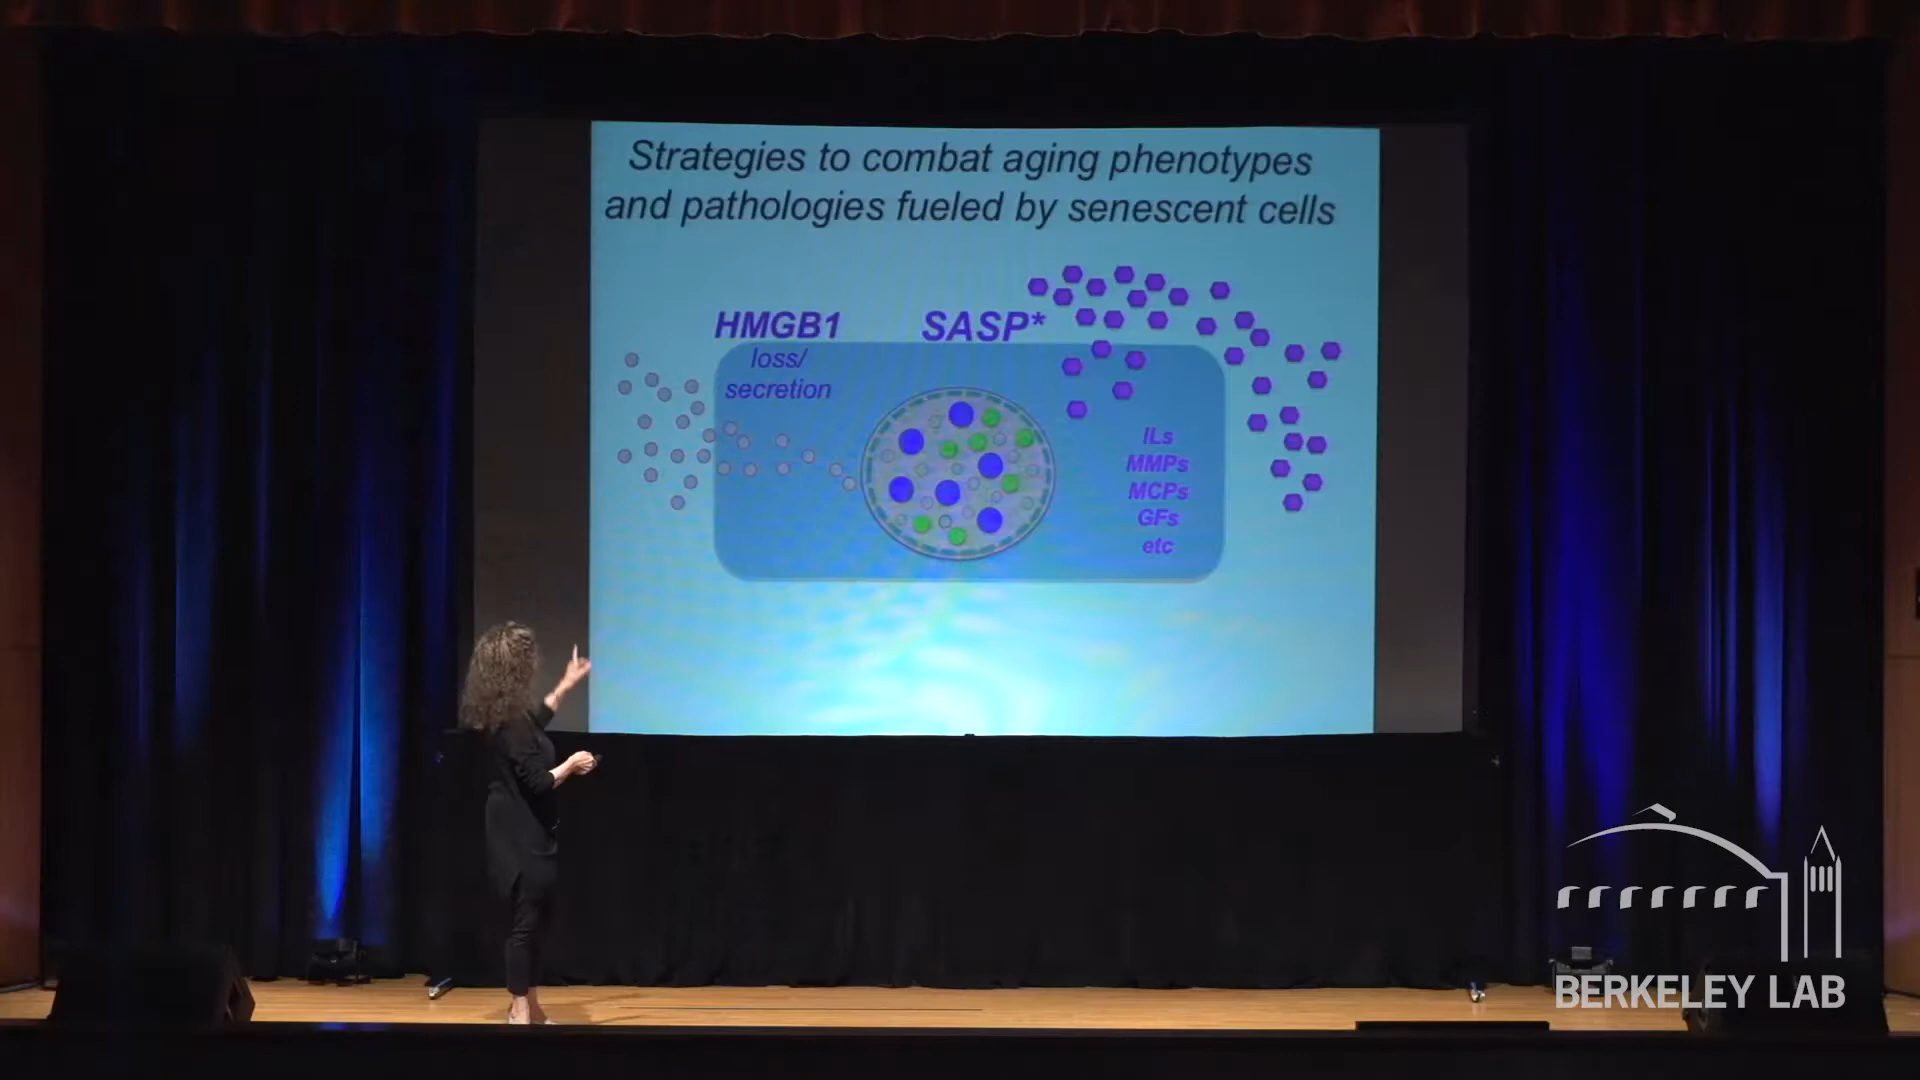 Strategies to combat aging phenotypes
and pathologies fueled by senescent cells
HMGB1
loss/
secretion
SASP*
ILs
MMPs
MCPs
GFs
etc
BERKELEY LAB